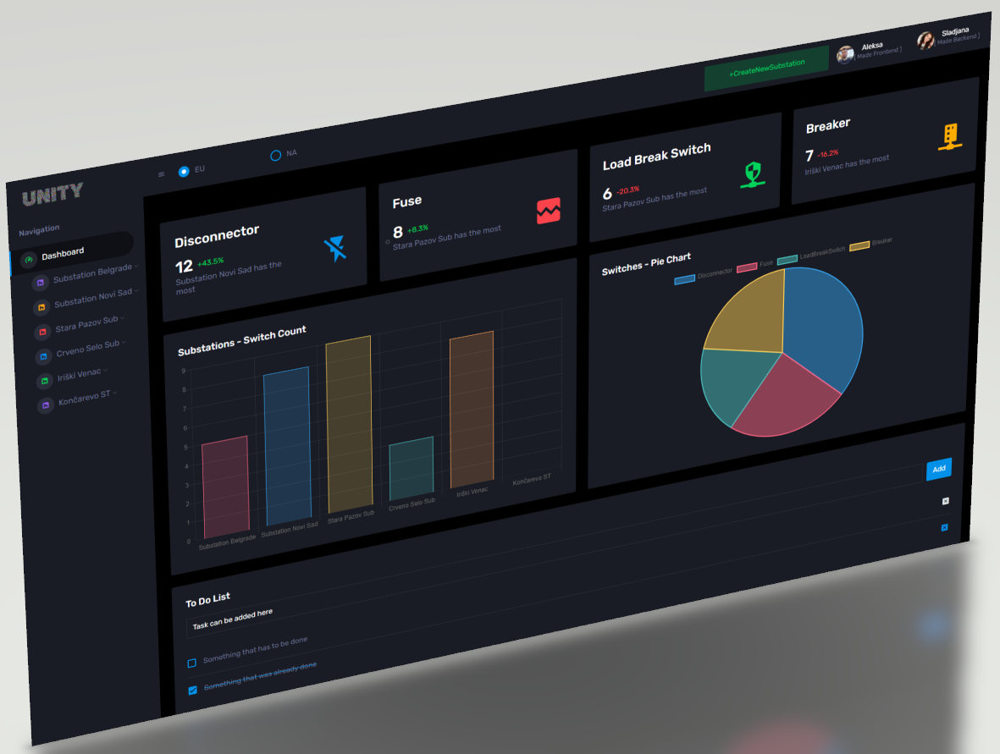 UNITY
Navigation
Dashboard
Substation Belgrade
Substation Novi Sad
Stara Pazov Sub
Crveno Selo Sub
Iriški Venac
Končarevo ST
EU
NA
+CreateNewSubstation
Aleksa
[ Made Frontend ]
Sladjana
[ Made Backend ]
Disconnector
12 +43.5%
Substation Novi Sad has the
most
Fuse
8 +8.3%
Stara Pazov Sub has the most
Load Break Switch
6 -20.3%
Stara Pazov Sub has the most
Breaker
7 -16.2%
Iriški Venac has the most
Substations - Switch Count
9
8
7
6
5
4
3
2
1
0
Substation Belgrade
Substation Novi Sad
Stara Pazov Sub
Crveno Selo Sub
Iriški Venac
Končarevo ST
Switches - Pie Chart
Disconnector
Fuse
LoadBreakSwitch
Breaker
To Do List
Task can be added here
Add
Something that has to be done
Something that was already done